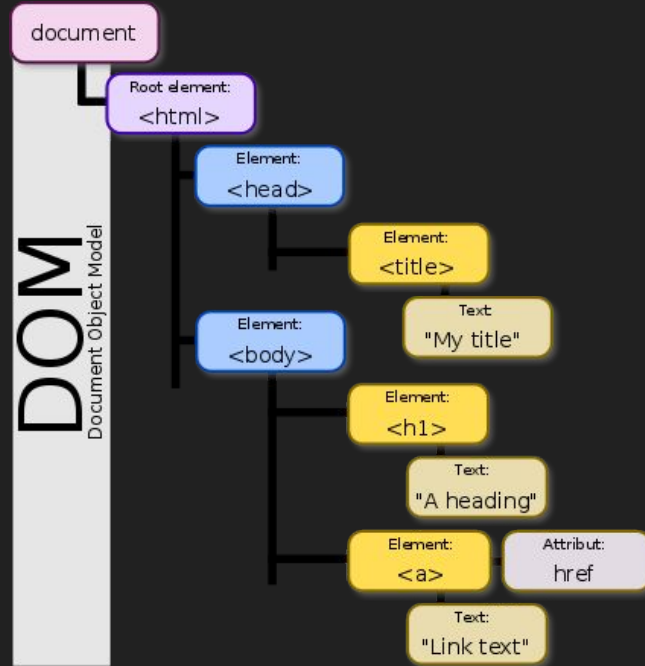 document
Root element:
<html>
Element:
<head>
Element:
<title>
Text
"My title"
Element:
<body>
Element:
<h1>
Text:
"A heading"
Element:
<a>
Attribut:
href
Text:
"Link text"
DOM
Document Object Model